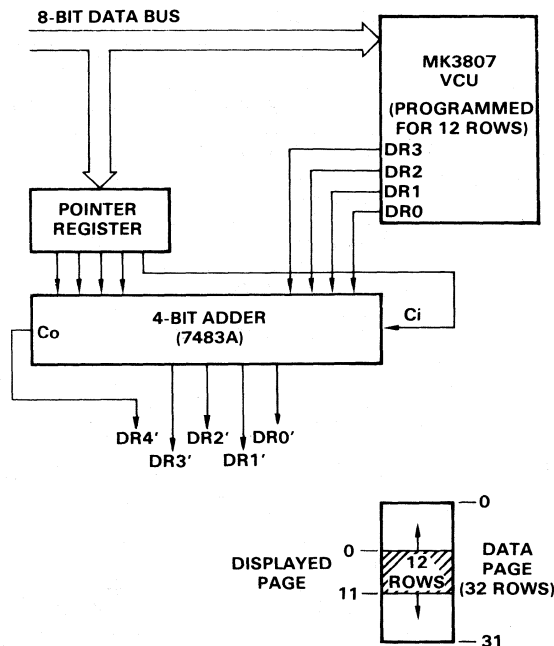 8-BIT DATA BUS
MK3807
VCU
(PROGRAMMED
FOR 12 ROWS)
DR3
DR2
DR1
DR0
POINTER
REGISTER
Co
4-BIT ADDER
(7483A)
Ci
DR4'
DR3'
DR2'
DR1'
DR0'
0
0
12
ROWS
11
31
DISPLAYED
PAGE
DATA
PAGE
(32 ROWS)